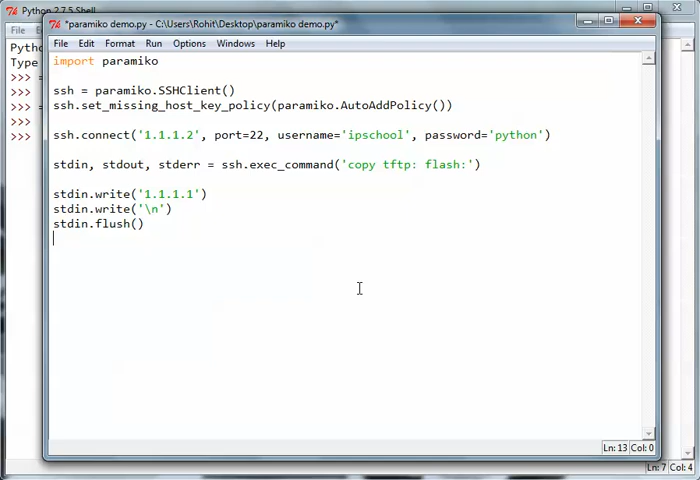 Python 2.7.5 Shell
*paramiko demo.py - C:\Users\Rohit\Desktop\paramiko demo.py*
File
File Edit Format Run Options Windows Help
Pytho
Type
>>> =
>>> =
>>> =
>>>
>>>
import paramiko
ssh = paramiko.SSHClient()
ssh.set_missing_host_key_policy(paramiko.AutoAddPolicy())
ssh.connect('1.1.1.2', port=22, username='ipschool', password='python')
stdin, stdout, stderr = ssh.exec_command('copy tftp: flash:')
stdin.write('1.1.1.1')
stdin.write('\n')
stdin.flush()
Ln: 13 Col: 0
Ln: 7 Col: 4